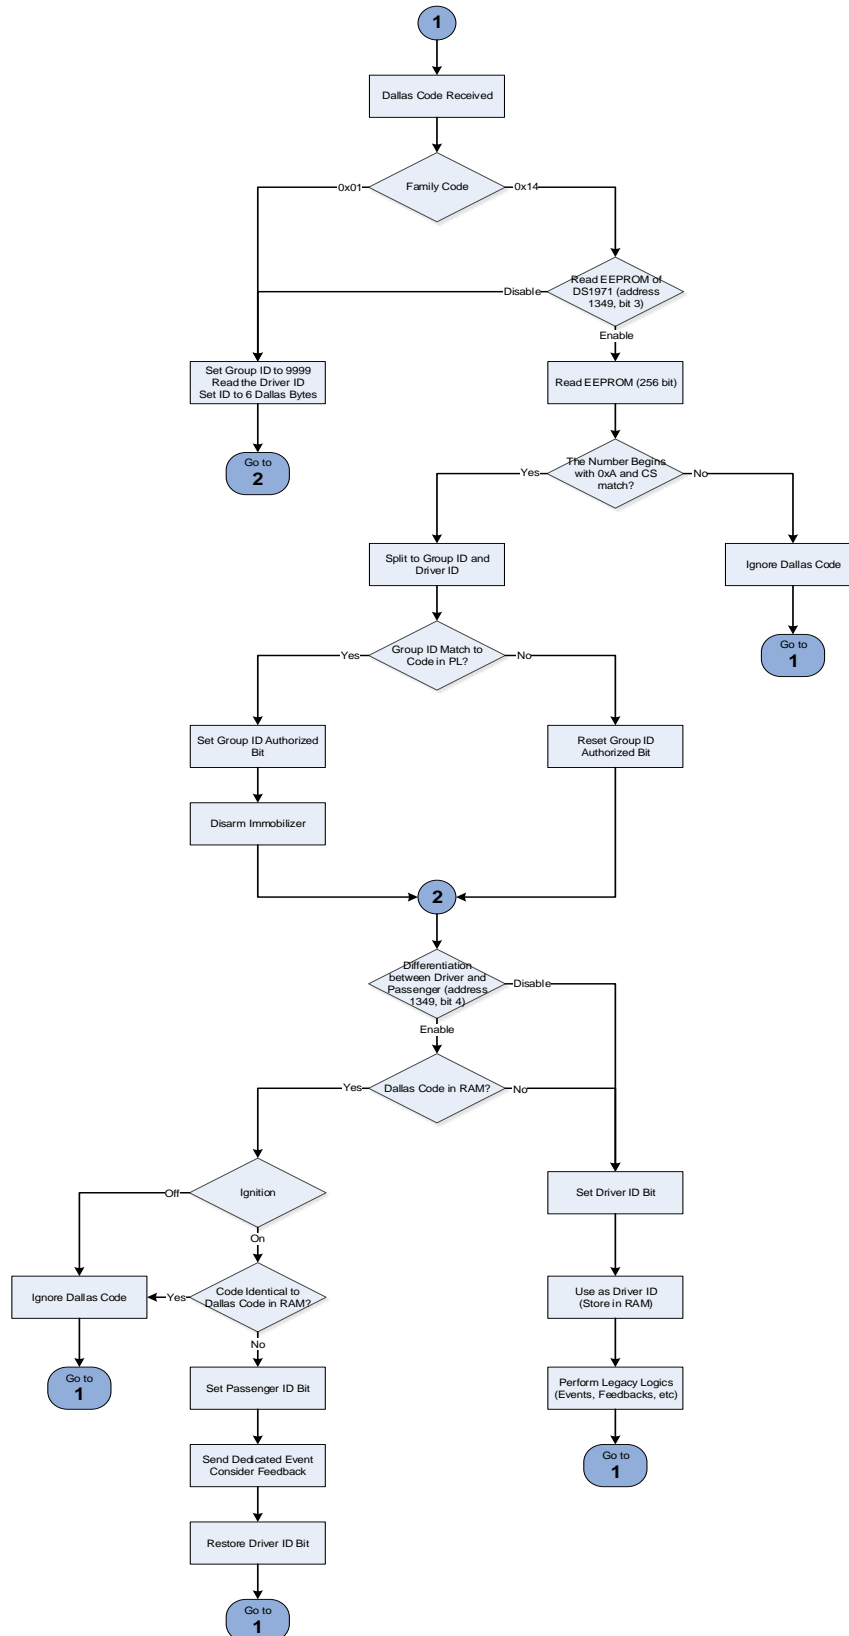 1
Dallas Code Received
Family Code
0x01
0x14
Read EEPROM of
DS1971 (address
1349, bit 3)
Disable
Enable
Set Group ID to 9999
Read the Driver ID
Set ID to 6 Dallas Bytes
Read EEPROM (256 bit)
Go to
2
The Number Begins
with 0xA and CS
match?
Yes
No
Split to Group ID and
Driver ID
Ignore Dallas Code
Go to
1
Group ID Match to
Code in PL?
Yes
No
Set Group ID Authorized
Bit
Reset Group ID
Authorized Bit
Disarm Immobilizer
2
Differentiation
between Driver and
Passenger (address
1349, bit 4)
Disable
Enable
Dallas Code in RAM?
Yes
No
Ignition
Off
On
Set Driver ID Bit
Ignore Dallas Code
Yes
Code Identical to
Dallas Code in RAM?
No
Use as Driver ID
(Store in RAM)
Go to
1
Set Passenger ID Bit
Perform Legacy Logics
(Events, Feedbacks, etc)
Send Dedicated Event
Consider Feedback
Go to
1
Restore Driver ID Bit
Go to
1